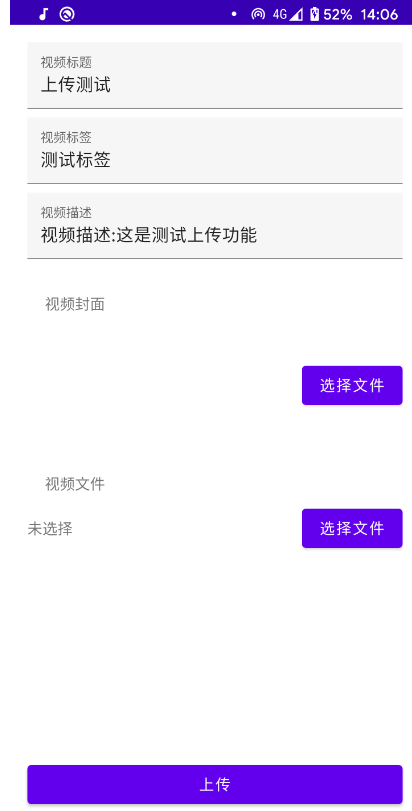 4G 52% 14:06
视频标题
上传测试
视频标签
测试标签
视频描述
视频描述:这是测试上传功能
视频封面
选择文件
视频文件
未选择 选择文件
上传